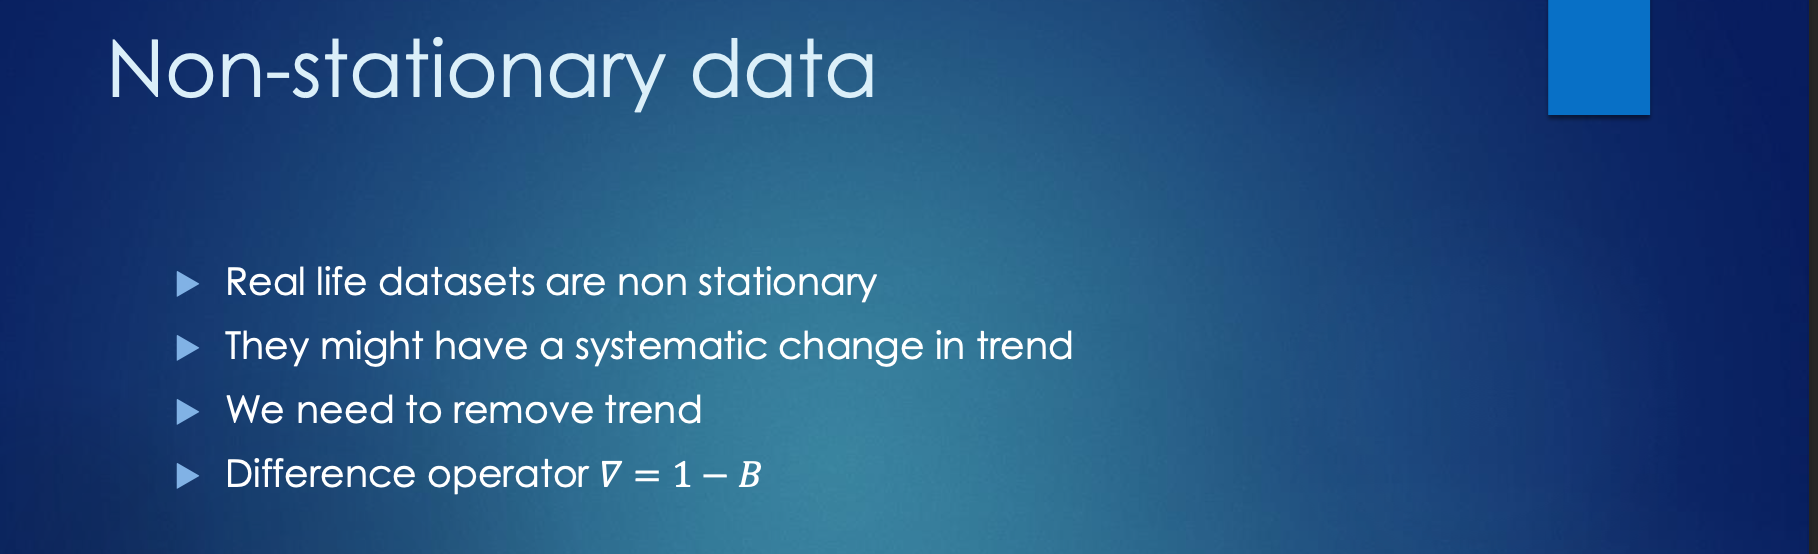 Non-stationary data
Real life datasets are non stationary
They might have a systematic change in trend
We need to remove trend
Difference operator ∇ = 1 − B